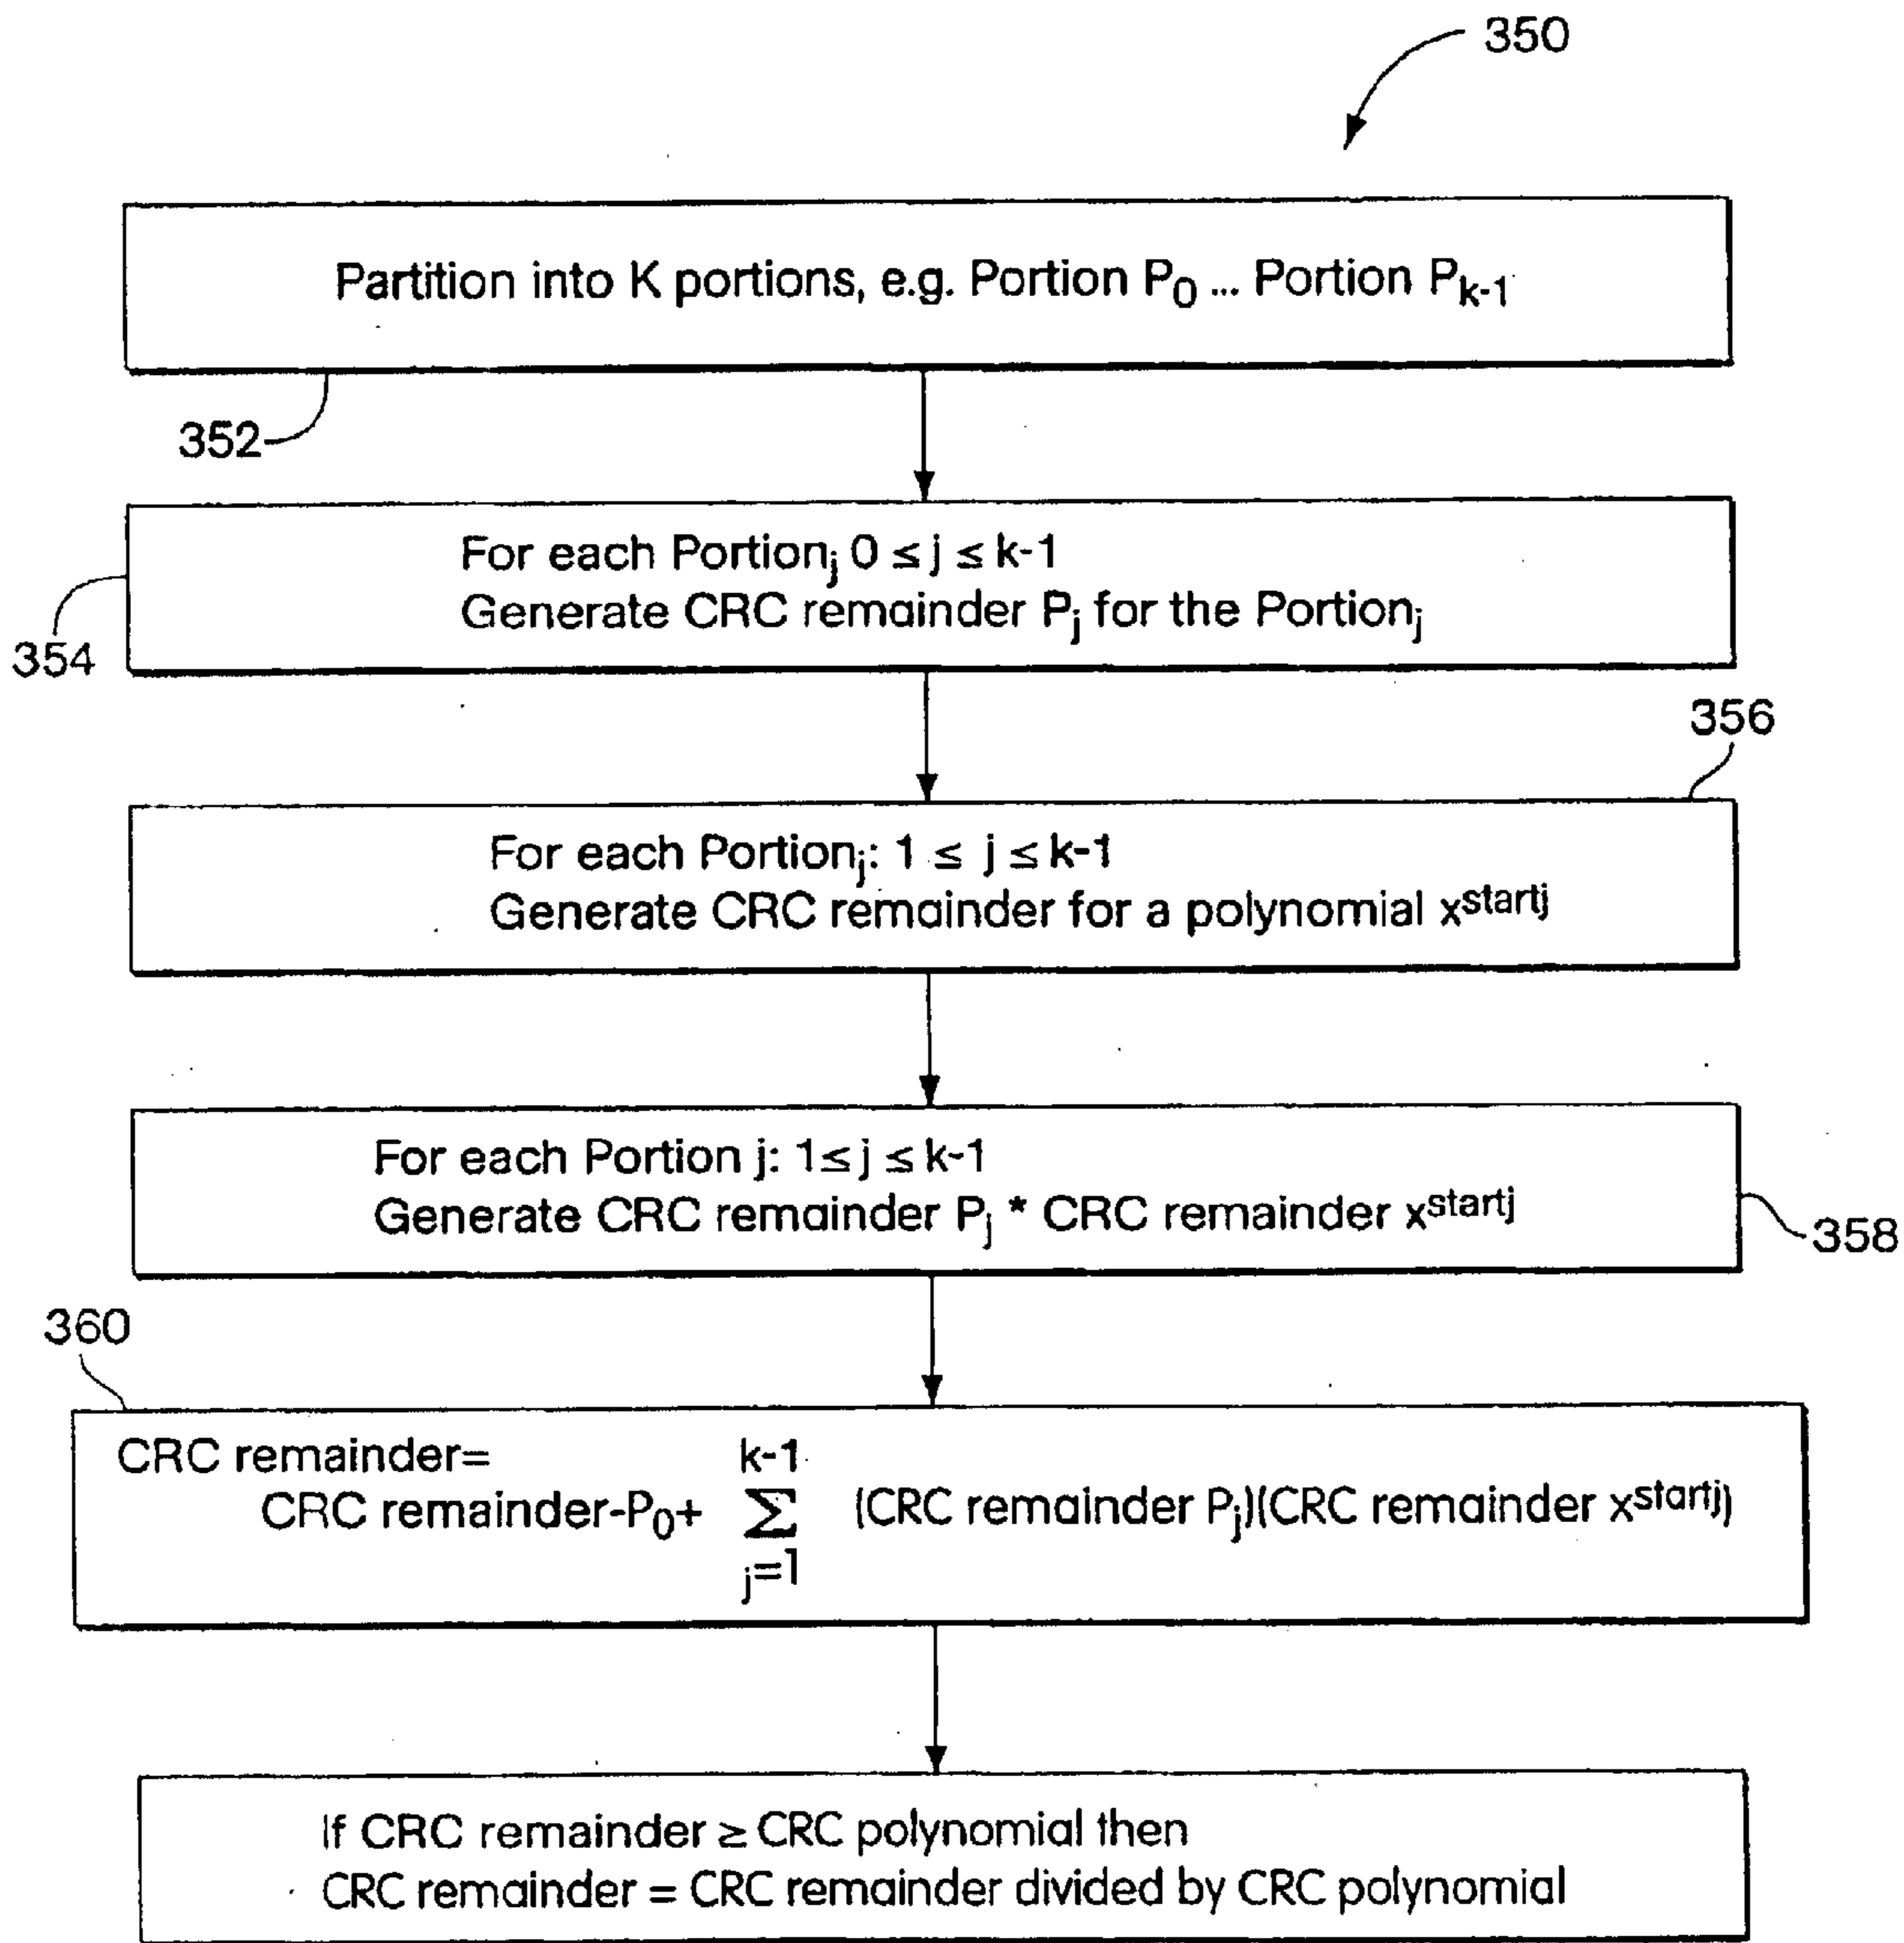 350
Partition into K portions, e.g. Portion P0 ... Portion Pk-1
352
For each Portionj 0 ≤ j ≤ k-1
Generate CRC remainder Pj for the Portionj
354
356
For each Portionj: 1 ≤ j ≤ k-1
Generate CRC remainder for a polynomial x^startj
For each Portion j: 1≤ j ≤ k-1
Generate CRC remainder Pj * CRC remainder x^startj
358
360
CRC remainder=
k-1
CRC remainder-P0+ Σ (CRC remainder Pj)(CRC remainder x^startj)
j=1
If CRC remainder ≥ CRC polynomial then
CRC remainder = CRC remainder divided by CRC polynomial